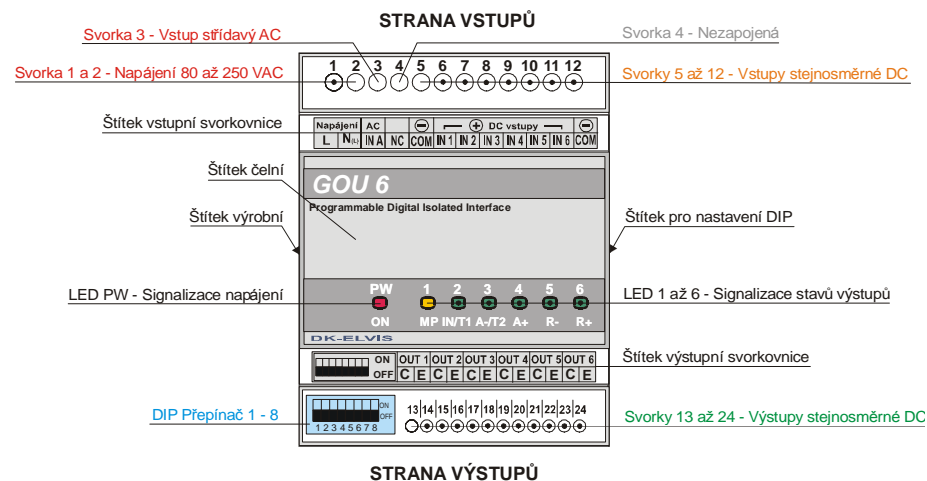 STRANA VSTUPŮ
Svorka 3 - Vstup střídavý AC
Svorka 4 - Nezapojená
Svorka 1 a 2 - Napájení 80 až 250 VAC
1 2 3 4 5 6 7 8 9 10 11 12
Svorky 5 až 12 - Vstupy stejnosměrné DC
Štítek vstupní svorkovnice
Napájení AC DC vstupy
L N(L) IN A NC COM IN 1 IN 2 IN 3 IN 4 IN 5 IN 6 COM
Štítek čelní
GOU 6
Programmable Digital Isolated Interface
Štítek výrobní
Štítek pro nastavení DIP
PW 1 2 3 4 5 6
LED PW - Signalizace napájení
LED 1 až 6 - Signalizace stavů výstupů
ON MP IN/T1 A-/T2 A+ R- R+
DK-ELVIS
ON OUT 1 OUT 2 OUT 3 OUT 4 OUT 5 OUT 6
OFF C E C E C E C E C E C E
Štítek výstupní svorkovnice
DIP Přepínač 1 - 8
ON
OFF
1 2 3 4 5 6 7 8
13 14 15 16 17 18 19 20 21 22 23 24
Svorky 13 až 24 - Výstupy stejnosměrné DC
STRANA VÝSTUPŮ